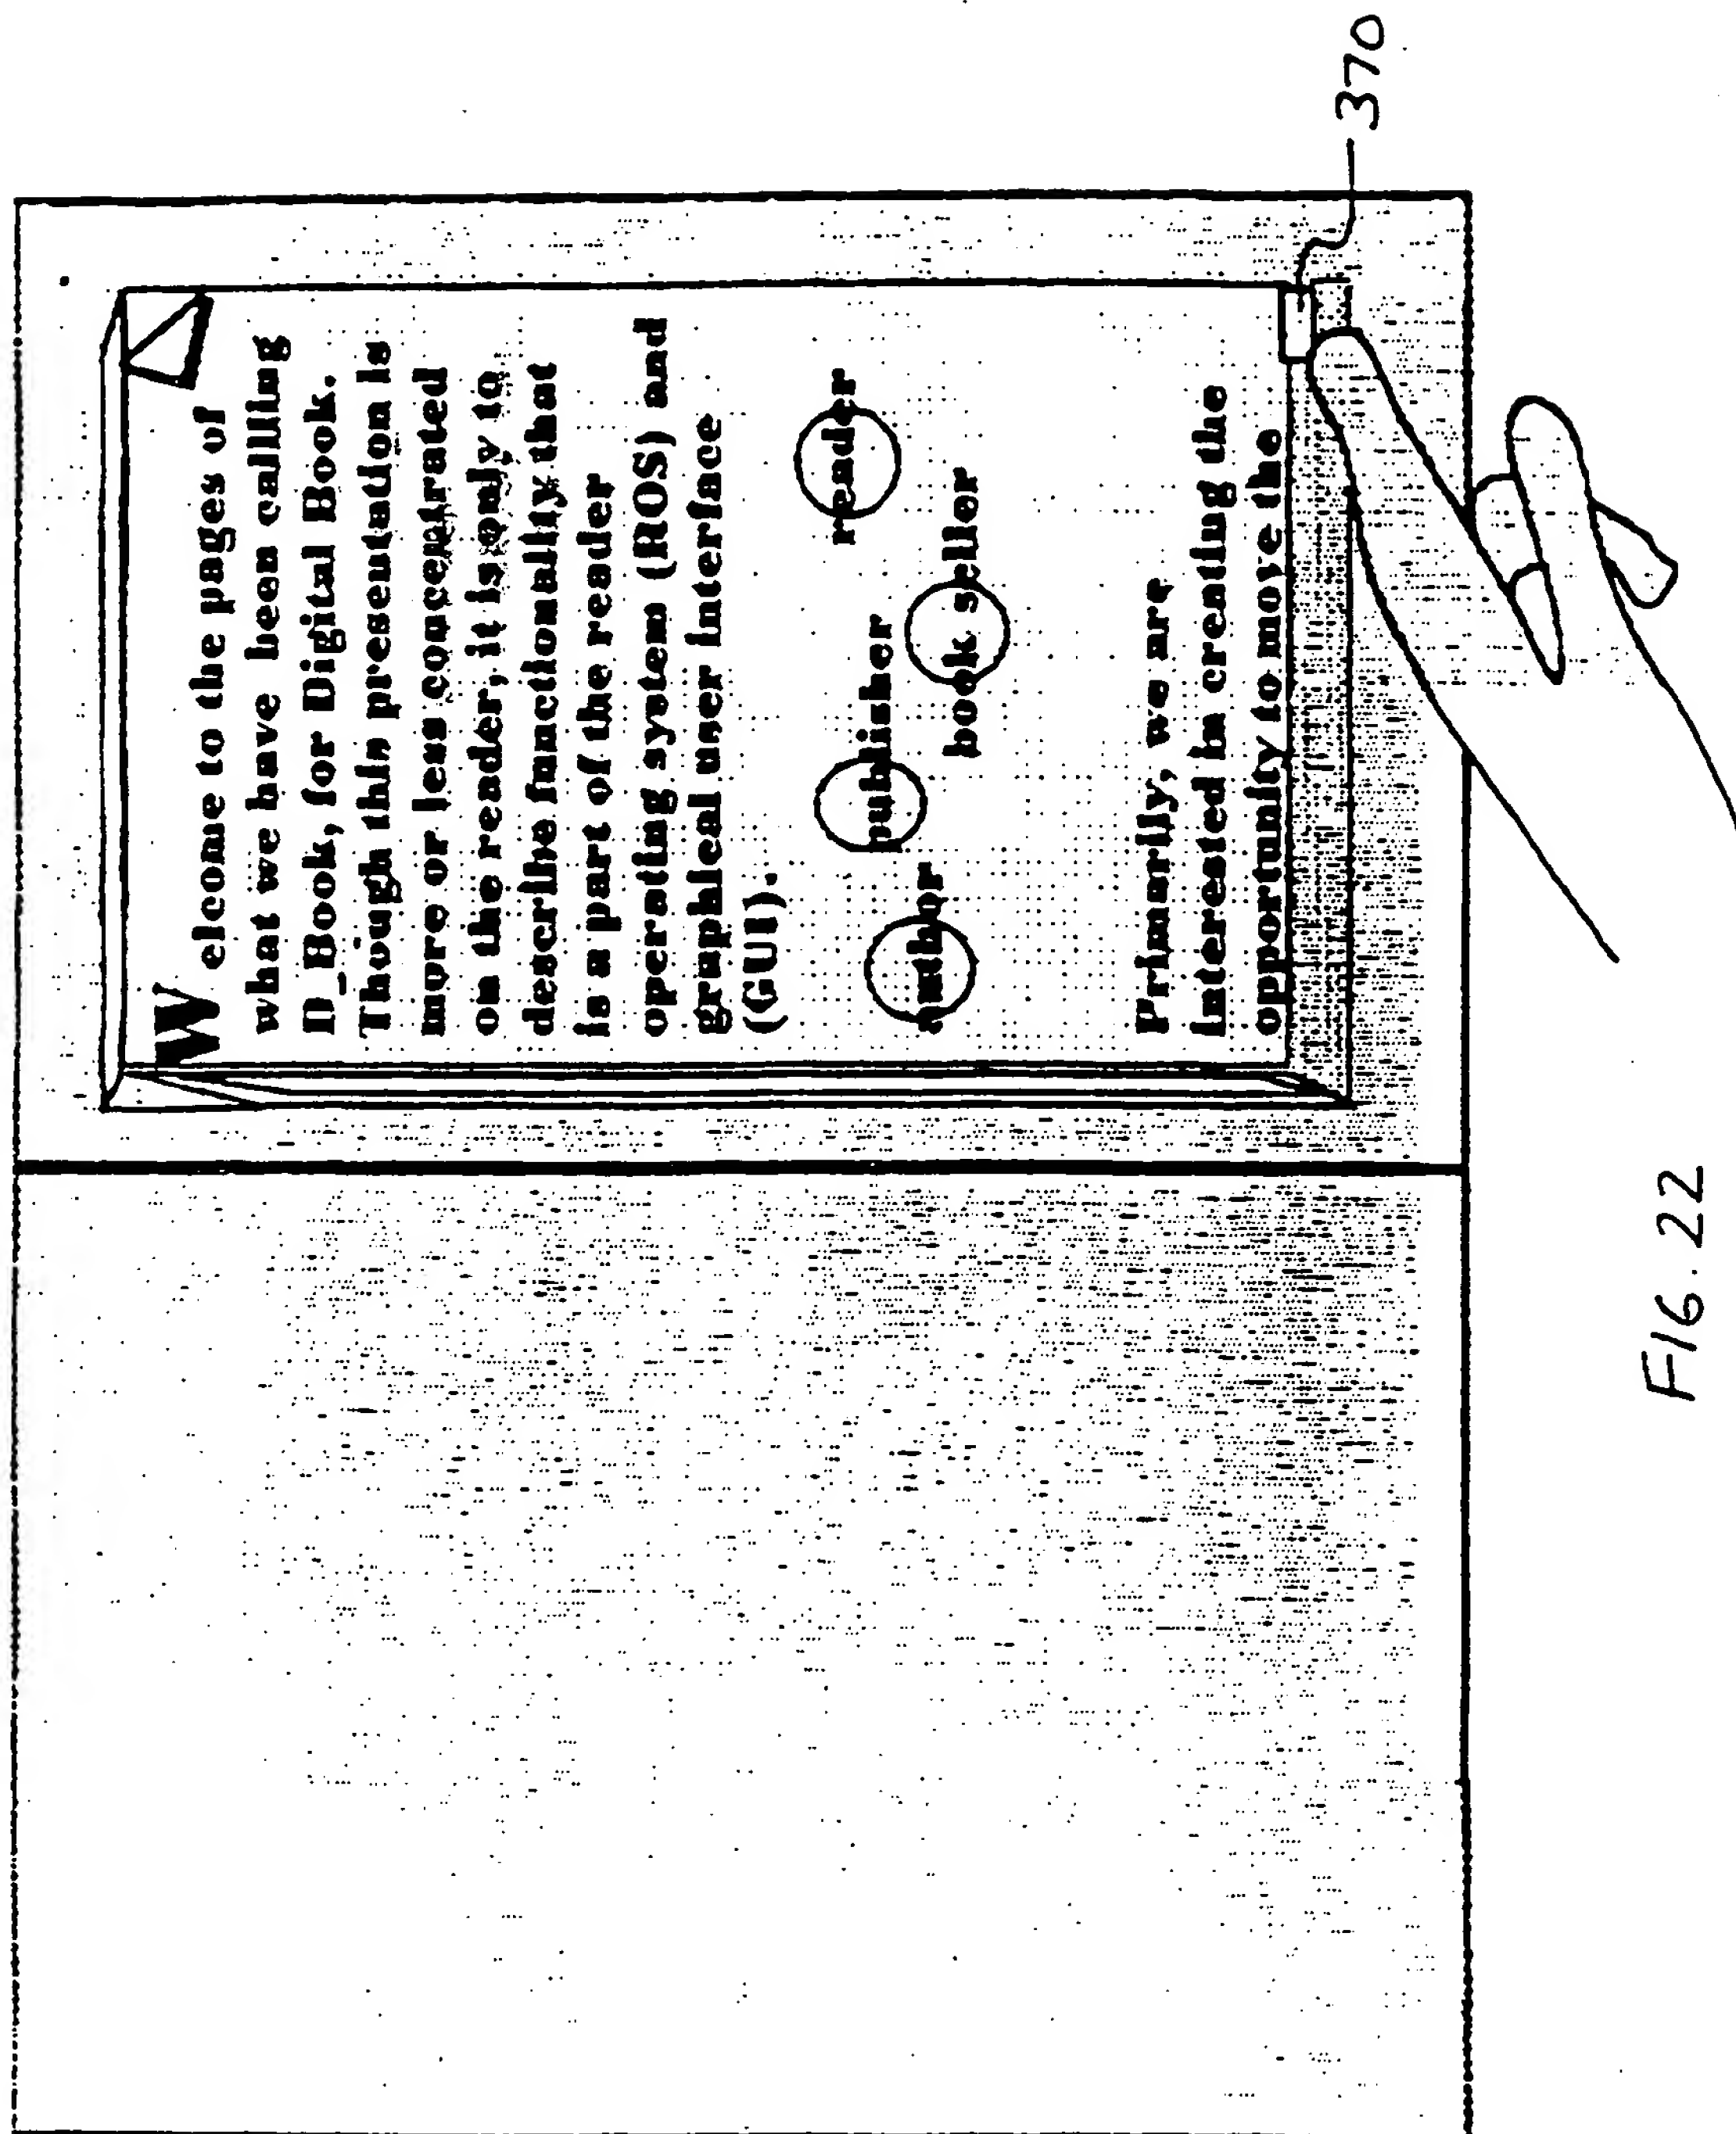 Welcome to the pages of
what we have been calling
D_Book, for Digital Book.
Though this presentation is
more or less concentrated
on the reader, it is only to
describe functionality that
is a part of the reader
operating system (ROS) and
graphical user interface
(GUI).
reader
publisher
author
book seller
Primarily, we are
interested in creating the
opportunity to move the
370
FIG. 22